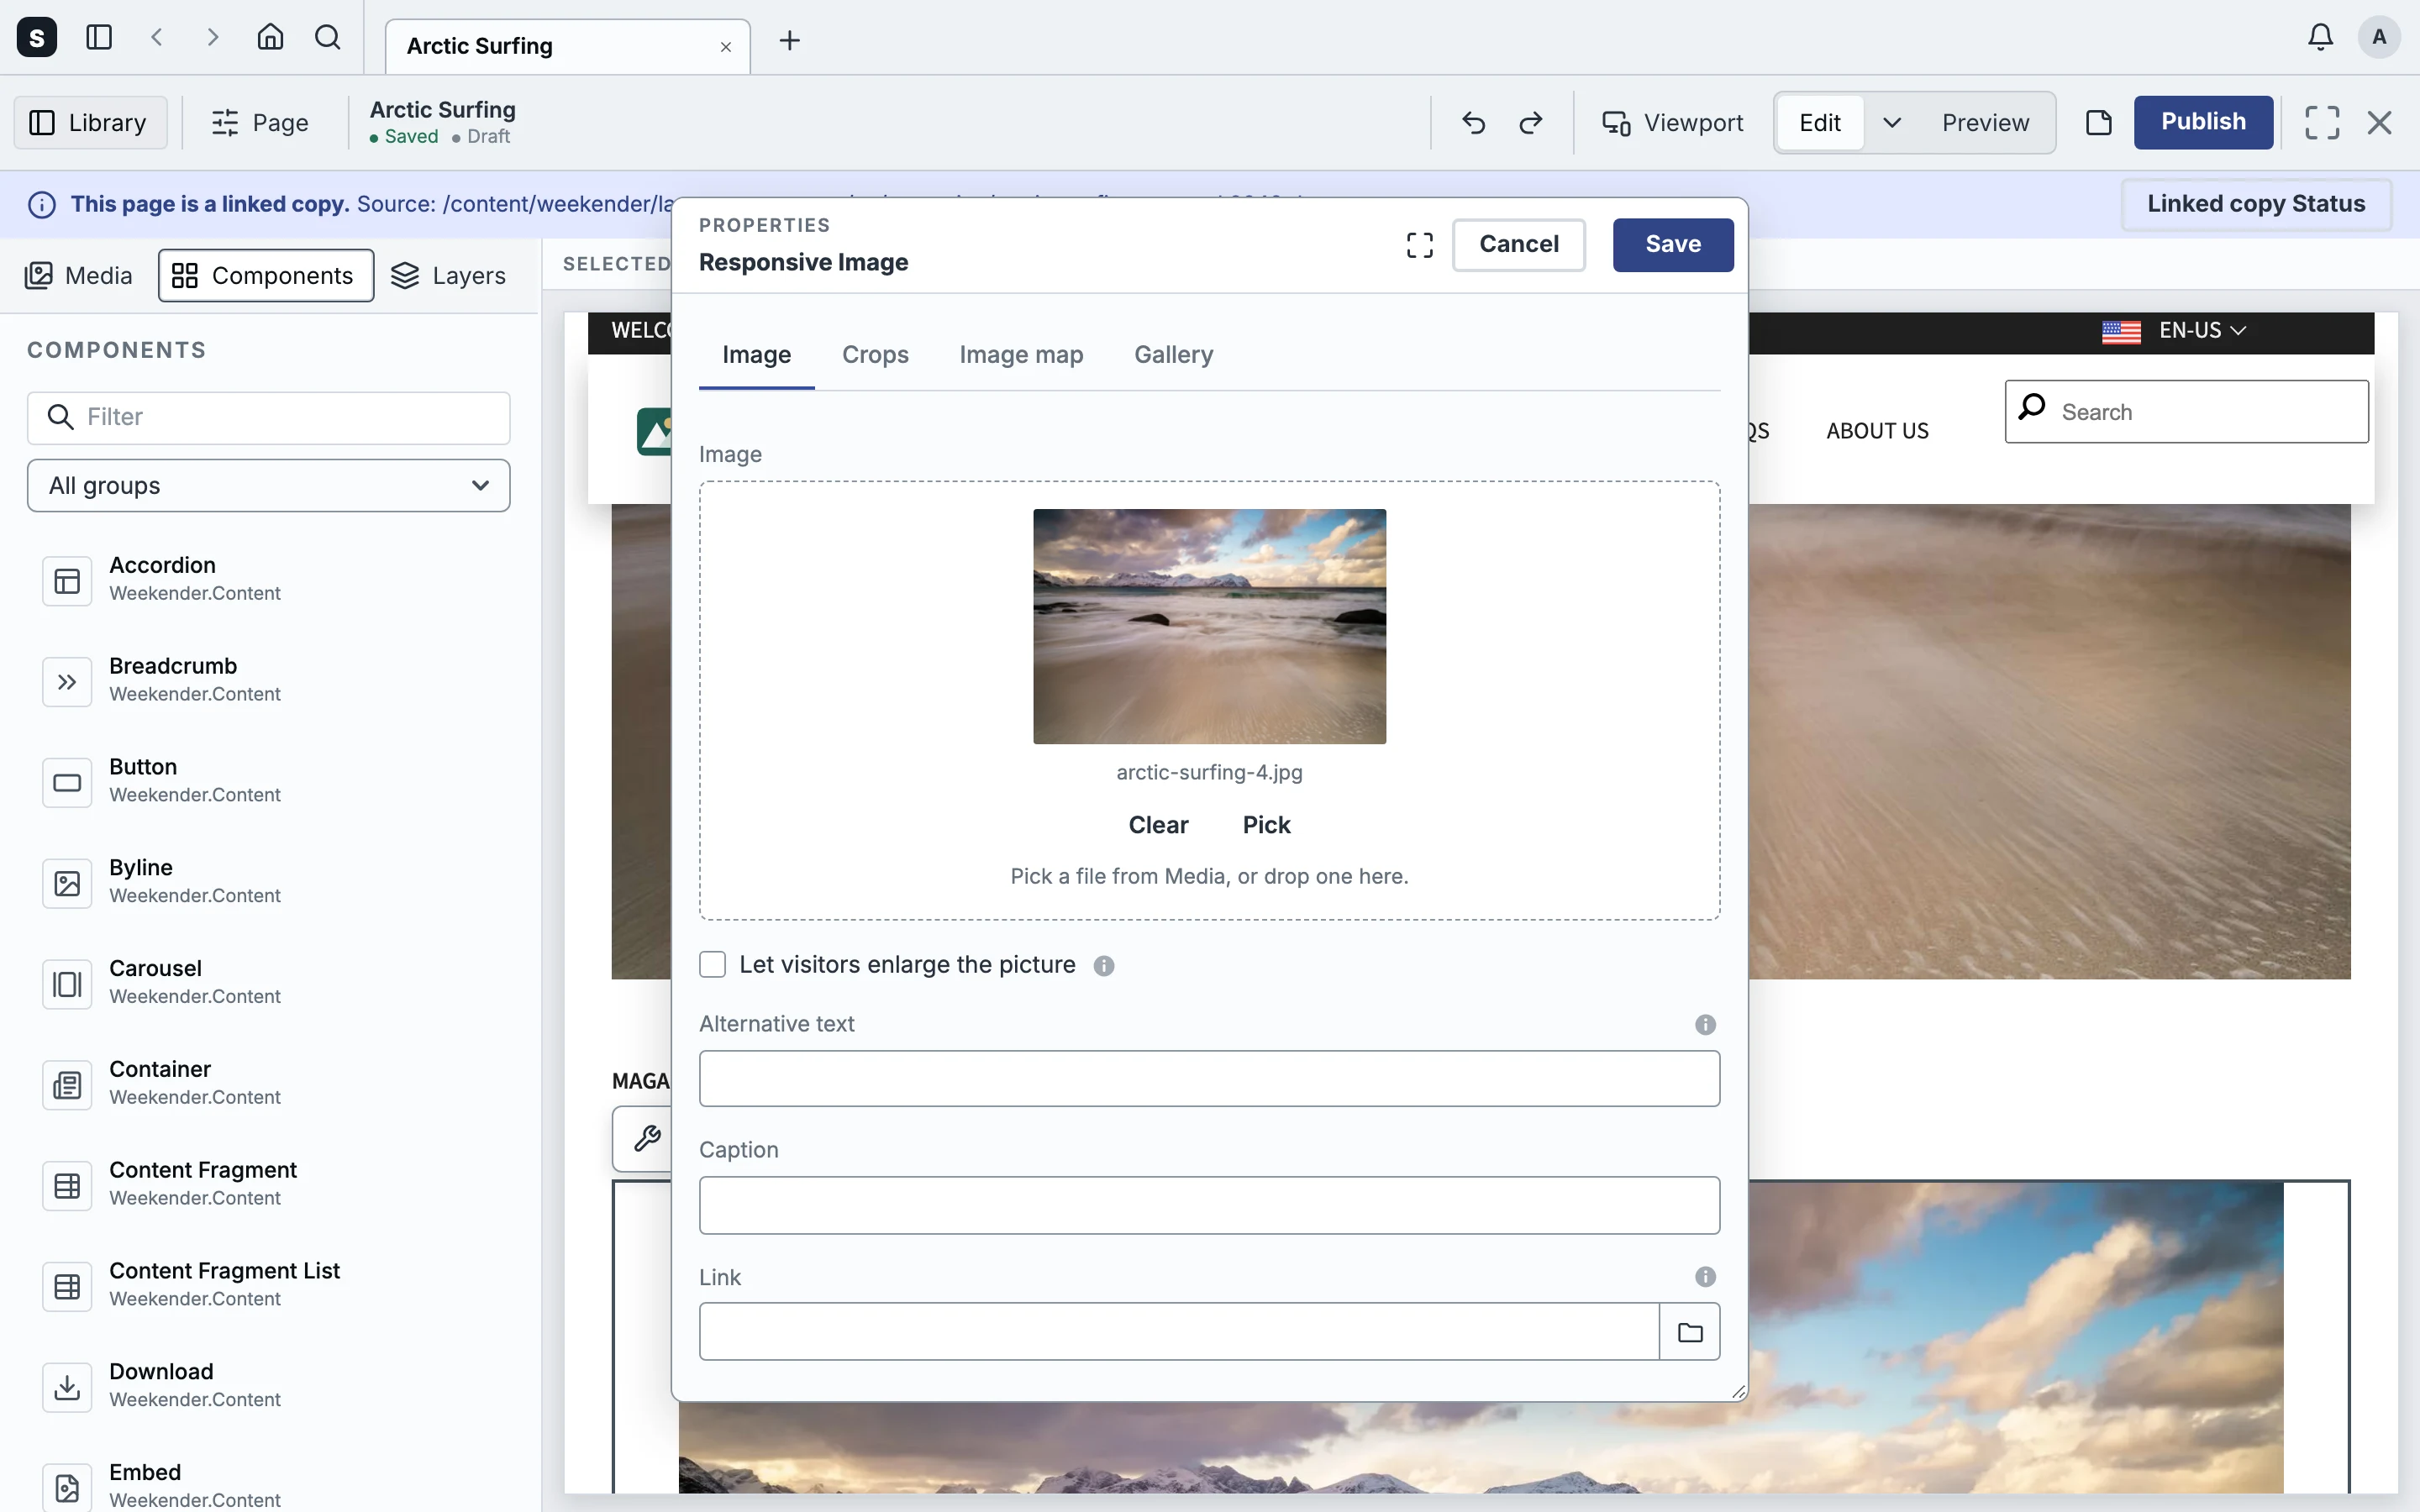 S
Arctic Surfing
A
Library
Page
Arctic Surfing
Saved
Draft
Viewport
Edit
Preview
Publish
This page is a linked copy. Source: /content/weekender/la
Linked copy Status
Media
Components
Layers
COMPONENTS
Filter
All groups
Accordion
Weekender.Content
Breadcrumb
Weekender.Content
Button
Weekender.Content
Byline
Weekender.Content
Carousel
Weekender.Content
Container
Weekender.Content
Content Fragment
Weekender.Content
Content Fragment List
Weekender.Content
Download
Weekender.Content
Embed
Weekender.Content
SELECTED
PROPERTIES
Responsive Image
Cancel
Save
Image
Crops
Image map
Gallery
Image
arctic-surfing-4.jpg
Clear
Pick
Pick a file from Media, or drop one here.
Let visitors enlarge the picture
Alternative text
Caption
Link
WELC
EN-US
QS
ABOUT US
Search
MAGA